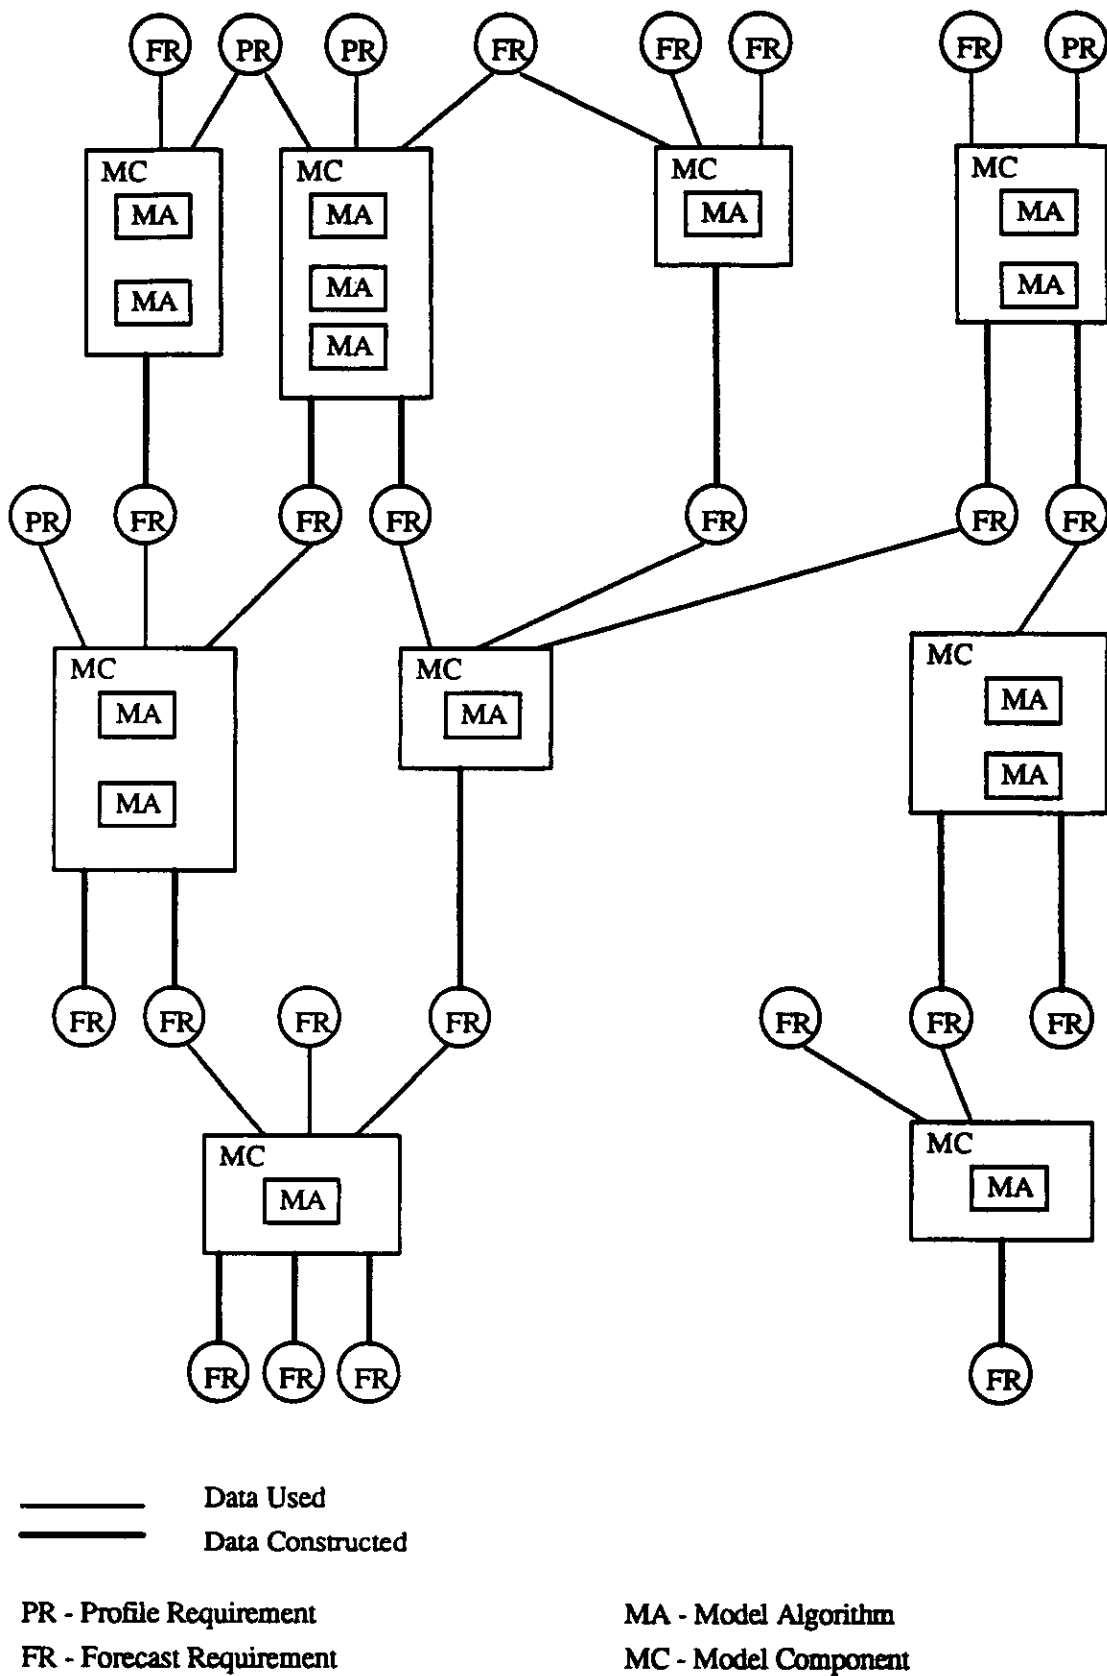 FR PR PR FR FR FR FR PR
MC MC MC MC
MA MA MA MA
MA MA MA
MA
PR FR FR FR FR FR FR
MC MC MC
MA MA MA
MA MA
FR FR FR FR FR FR FR
MC MC
MA MA
FR FR FR FR
Data Used
Data Constructed
PR - Profile Requirement
FR - Forecast Requirement
MA - Model Algorithm
MC - Model Component